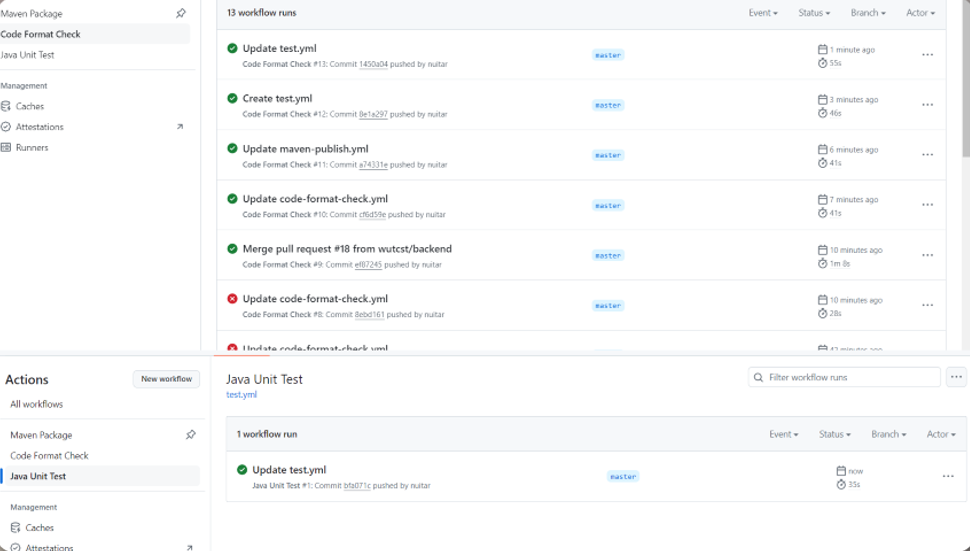 Maven Package
Code Format Check
Java Unit Test
Management
Caches
Attestations
Runners
13 workflow runs
Event
Status
Branch
Actor
Update test.yml
Code Format Check #13: Commit 1450a04 pushed by nuitar
master
1 minute ago
55s
Create test.yml
Code Format Check #12: Commit 8e1a297 pushed by nuitar
master
3 minutes ago
46s
Update maven-publish.yml
Code Format Check #11: Commit a74331e pushed by nuitar
master
6 minutes ago
41s
Update code-format-check.yml
Code Format Check #10: Commit cf6d59e pushed by nuitar
master
7 minutes ago
41s
Merge pull request #18 from wutcst/backend
Code Format Check #9: Commit ef07245 pushed by nuitar
master
10 minutes ago
1m 8s
Update code-format-check.yml
Code Format Check #8: Commit 8ebd161 pushed by nuitar
master
10 minutes ago
28s
Update code-format-check.yml
Actions
New workflow
All workflows
Maven Package
Code Format Check
Java Unit Test
Management
Caches
Attestations
Java Unit Test
test.yml
Filter workflow runs
1 workflow run
Event
Status
Branch
Actor
Update test.yml
Java Unit Test #1: Commit bfa071c pushed by nuitar
master
now
35s